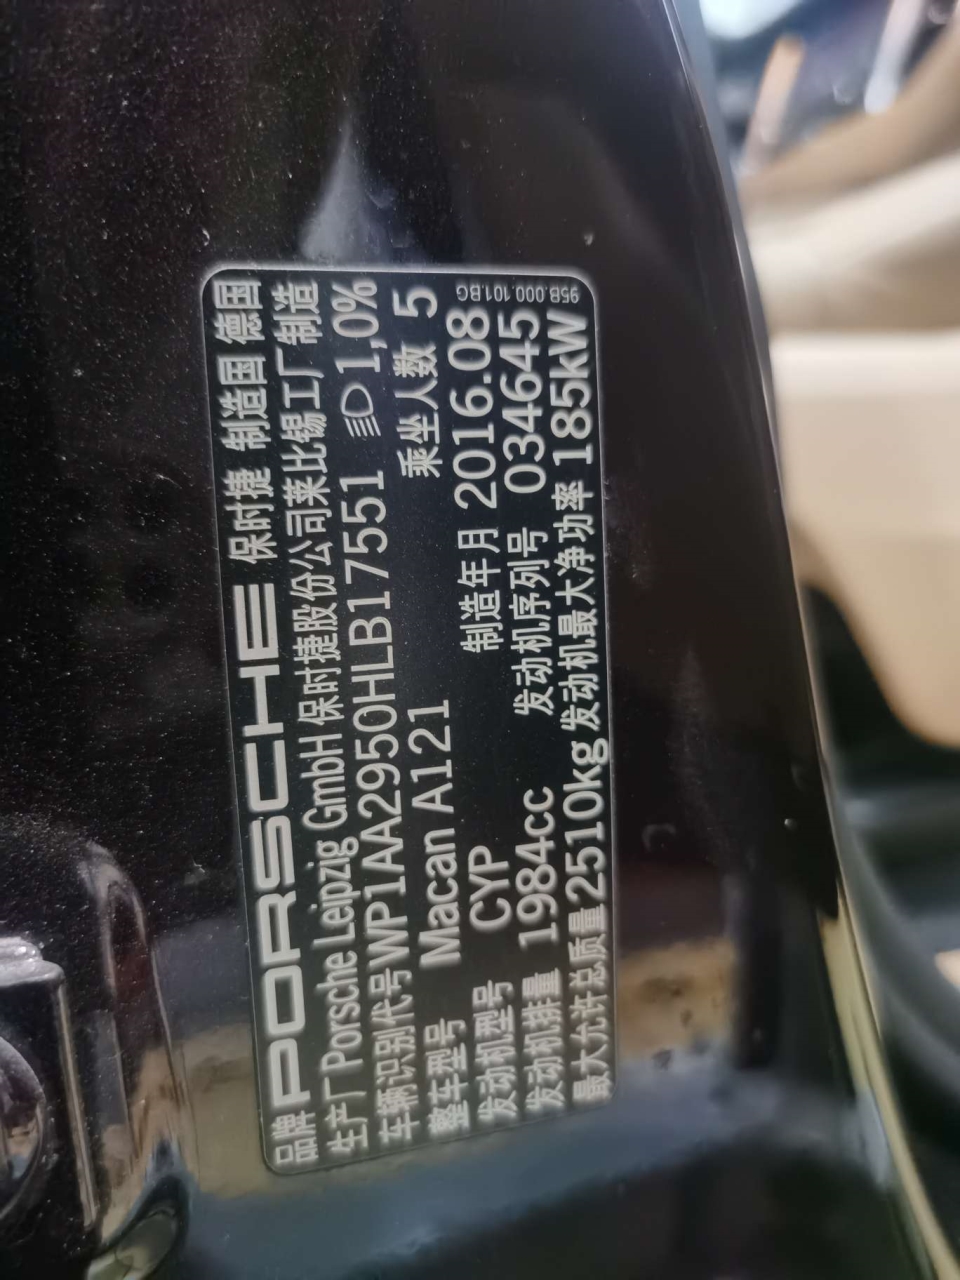 品牌 PORSCHE 保时捷 制造国 德国
生产厂 Porsche Leipzig GmbH 保时捷股份公司莱比锡工厂制造
车辆识别代号 WP1AA2950HLB17551 1,0%
整车型号 Macan A121 乘坐人数 5
发动机型号 CYP 制造年月 2016.08
发动机排量 1984cc 发动机序列号 034645
最大允许总质量 2510kg 发动机最大净功率 185kW
95B.000.101.BG